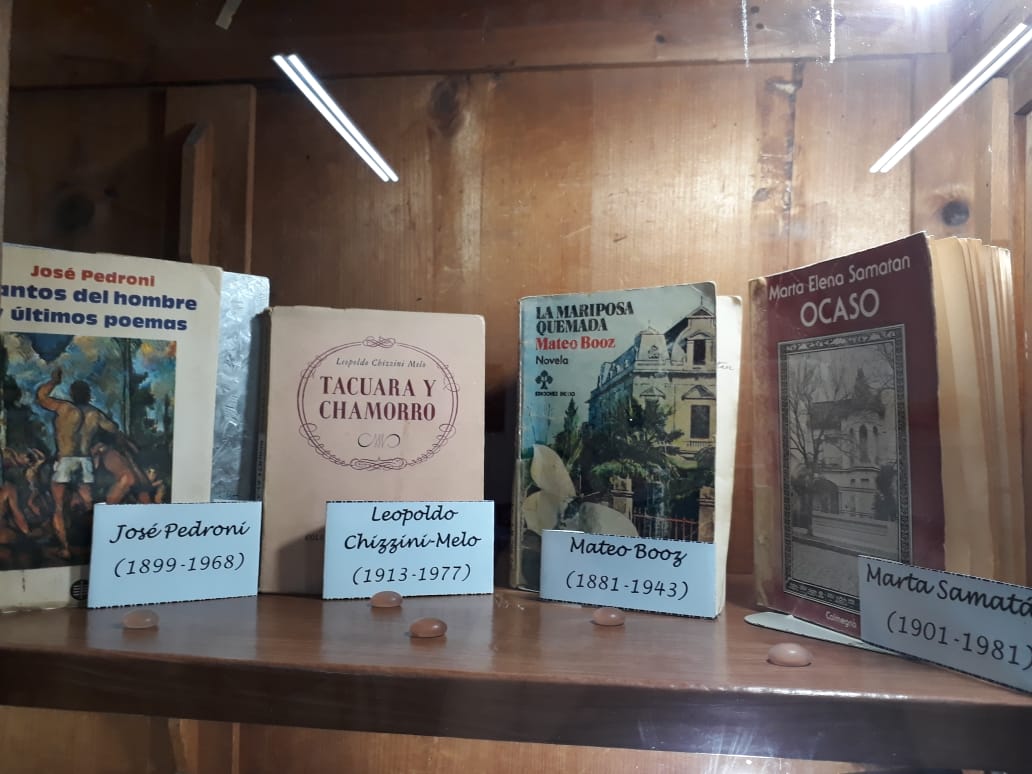 José Pedroni
antos del hombre
y últimos poemas
José Pedroni
(1899-1968)
Leopoldo Chizzini Melo
TACUARA Y
CHAMORRO
Leopoldo
Chizzini-Melo
(1913-1977)
LA MARIPOSA
QUEMADA
Mateo Booz
Novela
Mateo Booz
(1881-1943)
Marta Elena Samatan
OCASO
Colmegna
Marta Samatá
(1901-1981)